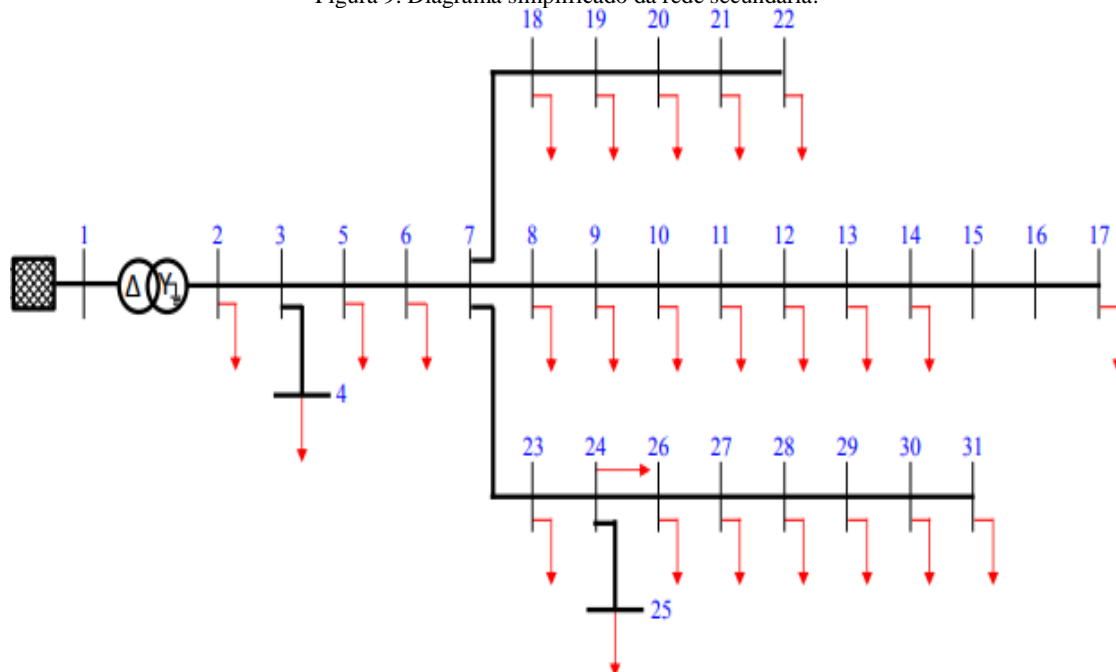 Figura 9. Diagrama simplificado da rede secundária.
18 19 20 21 22
1 2 3 5 6 7 8 9 10 11 12 13 14 15 16 17
Δ Y
4
23 24 26 27 28 29 30 31
25